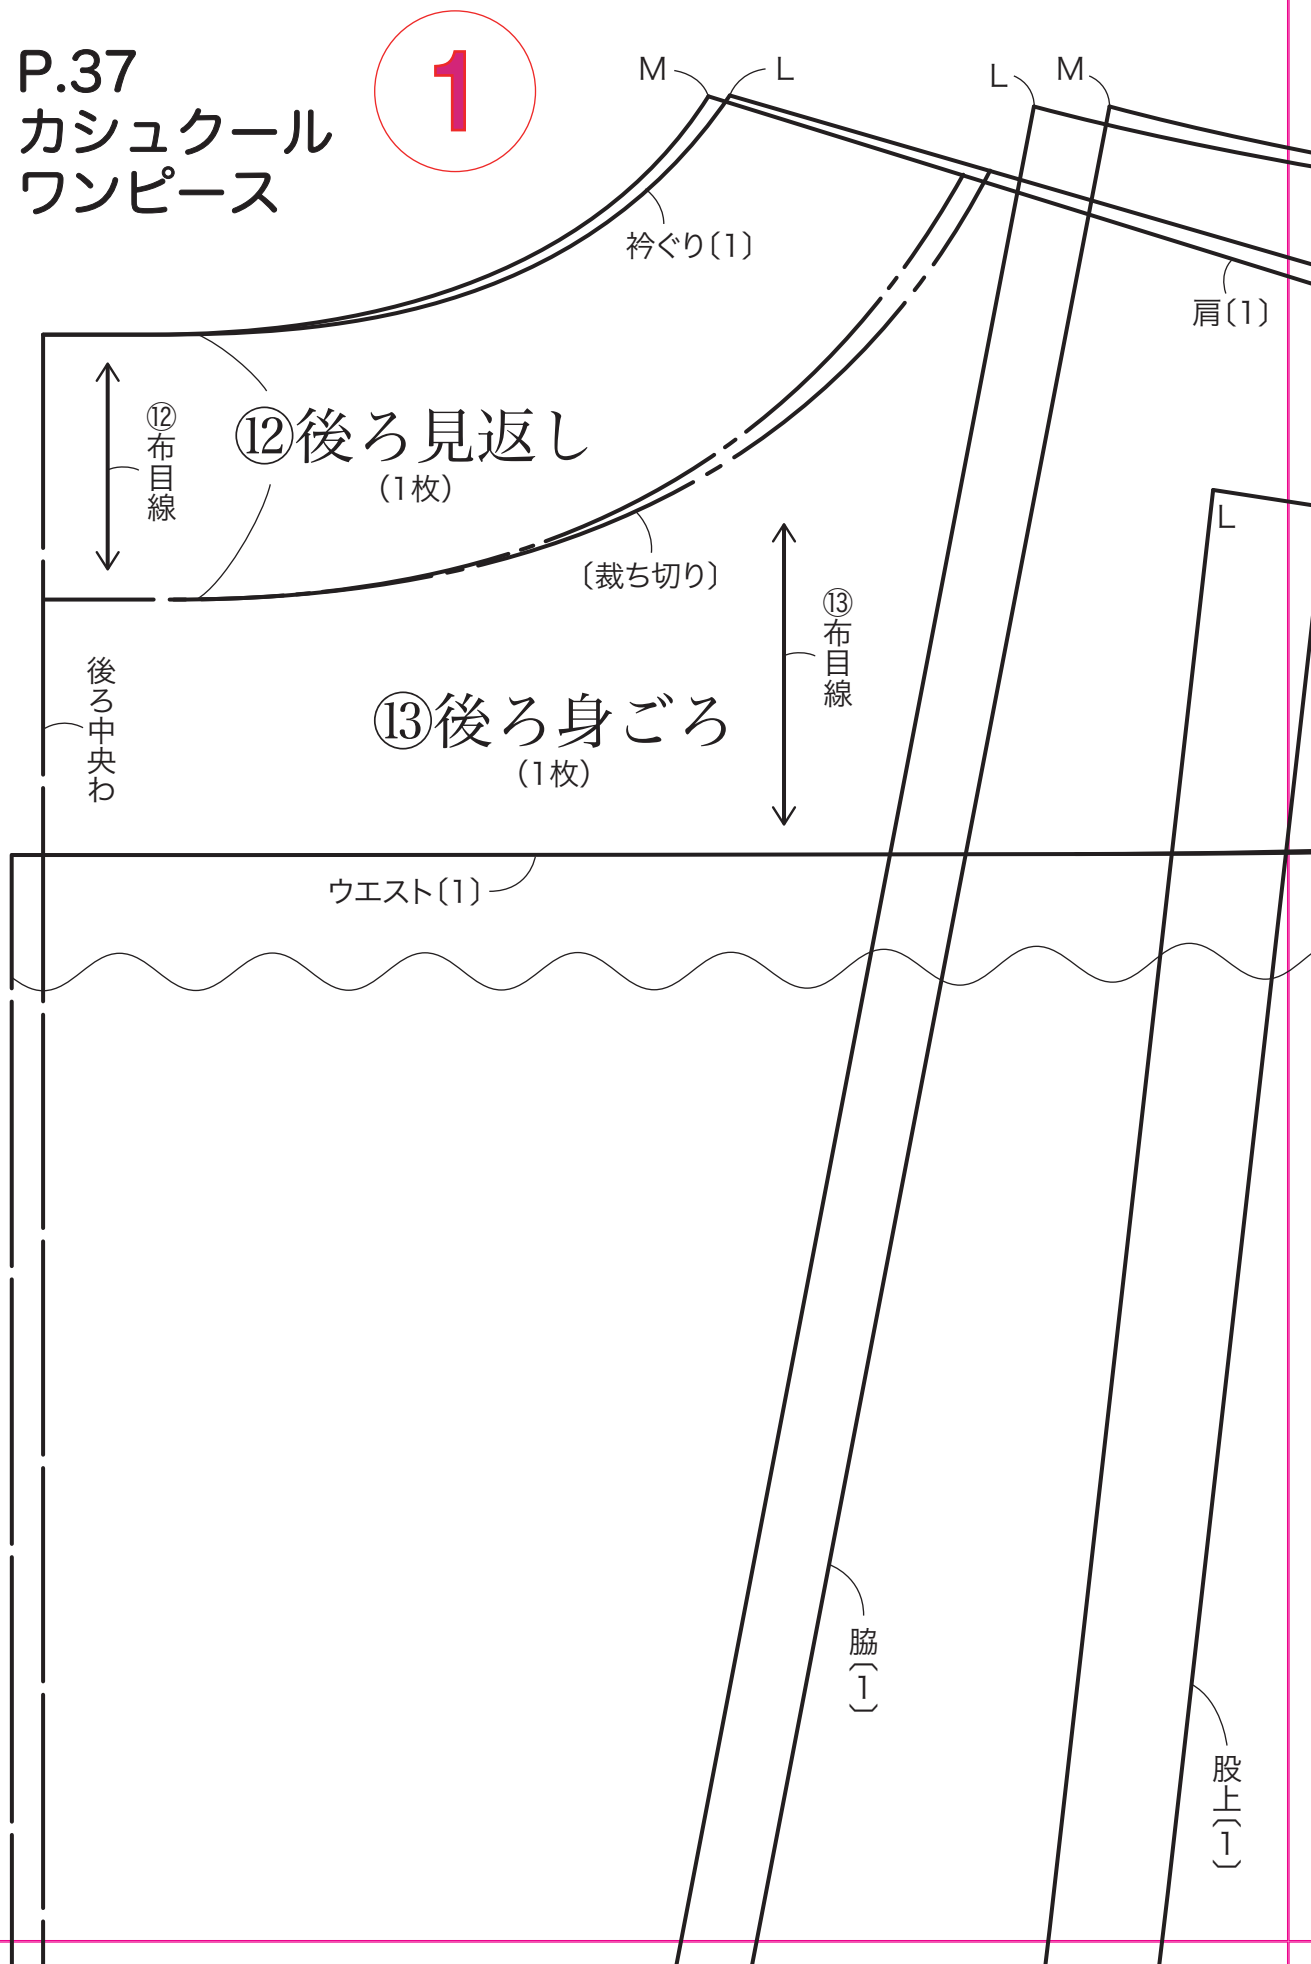 P.37
カシュクール
ワンピース
1
M
L
L
M
衿ぐり〔1〕
肩〔1〕
⑫布目線
⑫後ろ見返し
(1枚)
L
〔裁ち切り〕
⑬布目線
後ろ中央わ
⑬後ろ身ごろ
(1枚)
ウエスト〔1〕
脇〔1〕
股上〔1〕